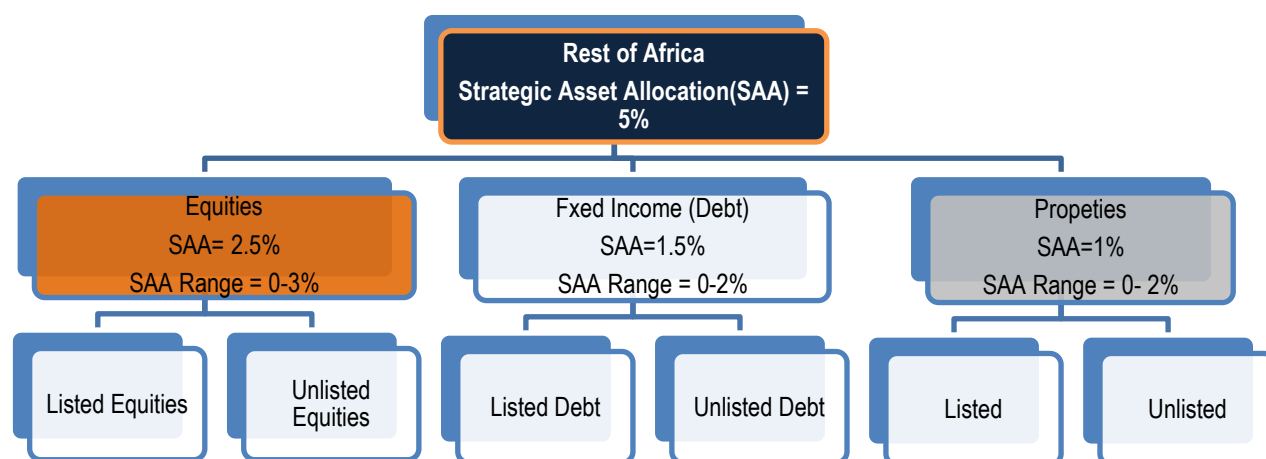 Rest of Africa
Strategic Asset Allocation(SAA) =
5%
Equities
SAA= 2.5%
SAA Range = 0-3%
Fxed Income (Debt)
SAA=1.5%
SAA Range = 0-2%
Propeties
SAA=1%
SAA Range = 0- 2%
Listed Equities
Unlisted
Equities
Listed Debt
Unlisted Debt
Listed
Unlisted